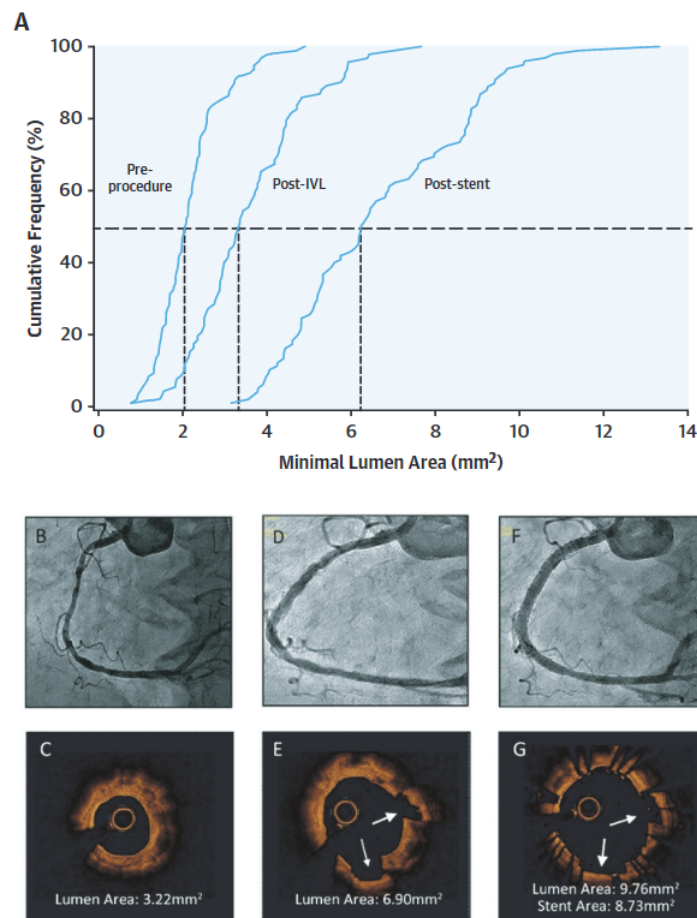 A
100
80
60
40
20
0
Cumulative Frequency (%)
Pre-
procedure
Post-IVL
Post-stent
0 2 4 6 8 10 12 14
Minimal Lumen Area (mm²)
B
D
F
C
Lumen Area: 3.22mm²
E
Lumen Area: 6.90mm²
G
Lumen Area: 9.76mm²
Stent Area: 8.73mm²